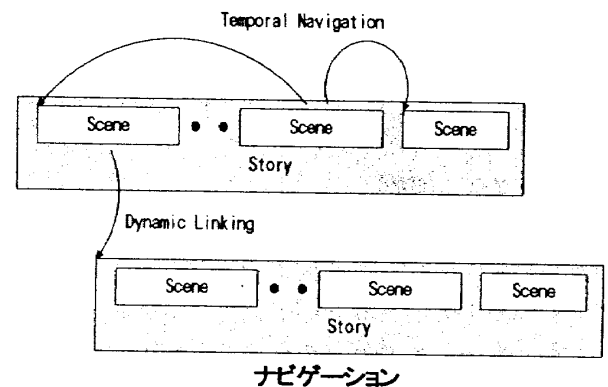 Temporal Navigation
Scene
Scene
Scene
Story
Dynamic Linking
Scene
Scene
Scene
Story
ナビゲーション